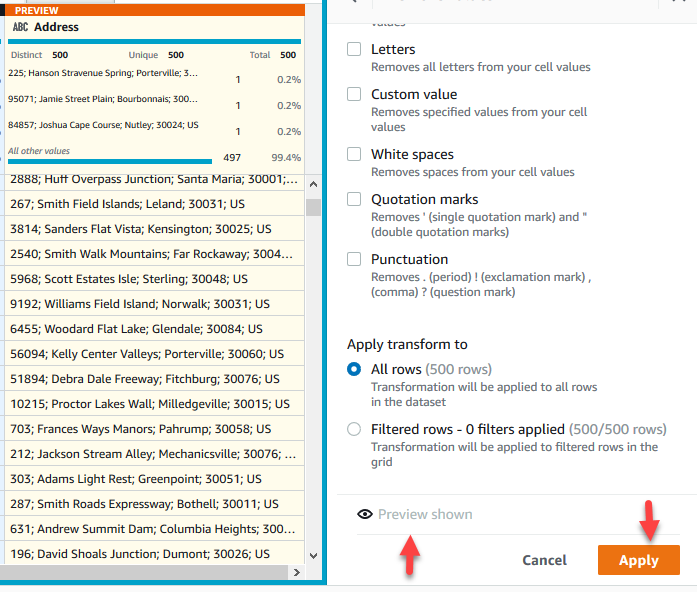 PREVIEW
ABC Address
Distinct 500 Unique 500 Total 500
225; Hanson Stravenue Spring; Porterville; 3... 1 0.2%
95071; Jamie Street Plain; Bourbonnais; 300... 1 0.2%
84857; Joshua Cape Course; Nutley; 30024; US 1 0.2%
All other values 497 99.4%
2888; Huff Overpass Junction; Santa Maria; 30001;...
267; Smith Field Islands; Leland; 30031; US
3814; Sanders Flat Vista; Kensington; 30025; US
2540; Smith Walk Mountains; Far Rockaway; 3004...
5968; Scott Estates Isle; Sterling; 30048; US
9192; Williams Field Island; Norwalk; 30031; US
6455; Woodard Flat Lake; Glendale; 30084; US
56094; Kelly Center Valleys; Porterville; 30060; US
51894; Debra Dale Freeway; Fitchburg; 30076; US
10215; Proctor Lakes Wall; Milledgeville; 30015; US
703; Frances Ways Manors; Pahrump; 30058; US
212; Jackson Stream Alley; Mechanicsville; 30076; ...
303; Adams Light Rest; Greenpoint; 30051; US
287; Smith Roads Expressway; Bothell; 30011; US
631; Andrew Summit Dam; Columbia Heights; 300...
196; David Shoals Junction; Dumont; 30026; US
values
Letters
Removes all letters from your cell values
Custom value
Removes specified values from your cell
values
White spaces
Removes spaces from your cell values
Quotation marks
Removes ' (single quotation mark) and "
(double quotation marks)
Punctuation
Removes . (period) ! (exclamation mark) ,
(comma) ? (question mark)
Apply transform to
All rows (500 rows)
Transformation will be applied to all rows
in the dataset
Filtered rows - 0 filters applied (500/500 rows)
Transformation will be applied to filtered rows in the
grid
Preview shown
Cancel Apply